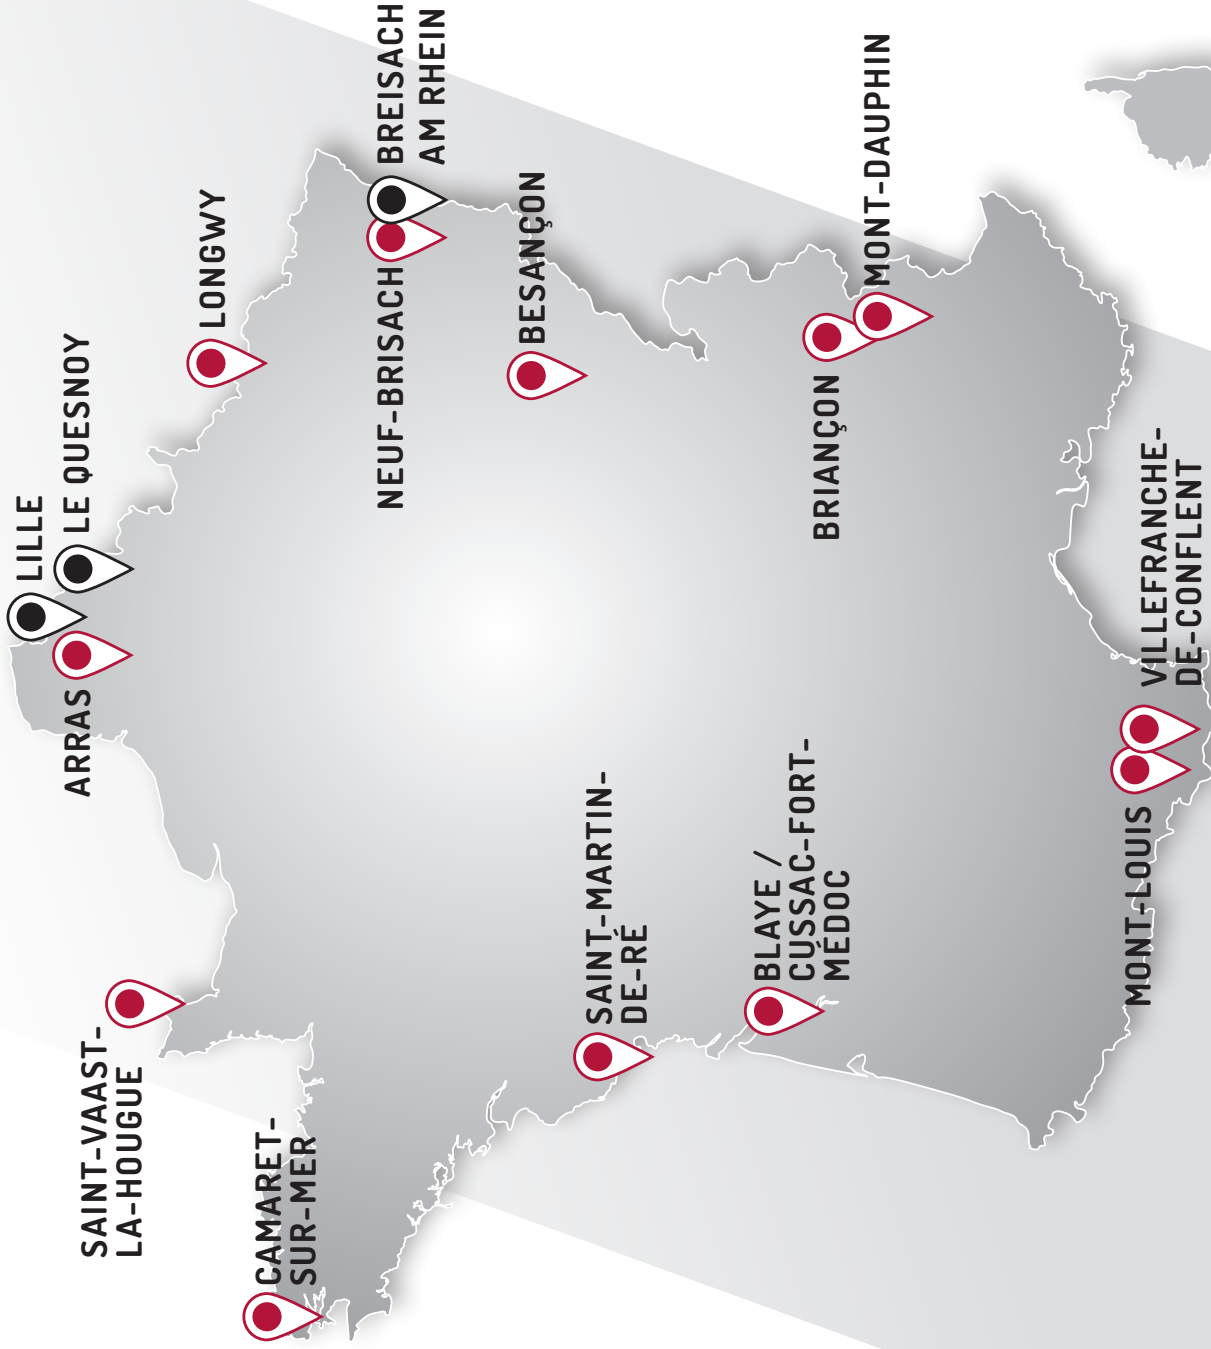 LILLE
LE QUESNOY
ARRAS
LONGWY
BREISACH
AM RHEIN
NEUF-BRISACH
BESANÇON
SAINT-VAAST-
LA-HOUGUE
CAMARET-
SUR-MER
SAINT-MARTIN-
DE-RÉ
BLAYE /
CUSSAC-FORT-
MÉDOC
BRIANÇON
MONT-DAUPHIN
MONT-LOUIS
VILLEFRANCHE-
DE-CONFLENT